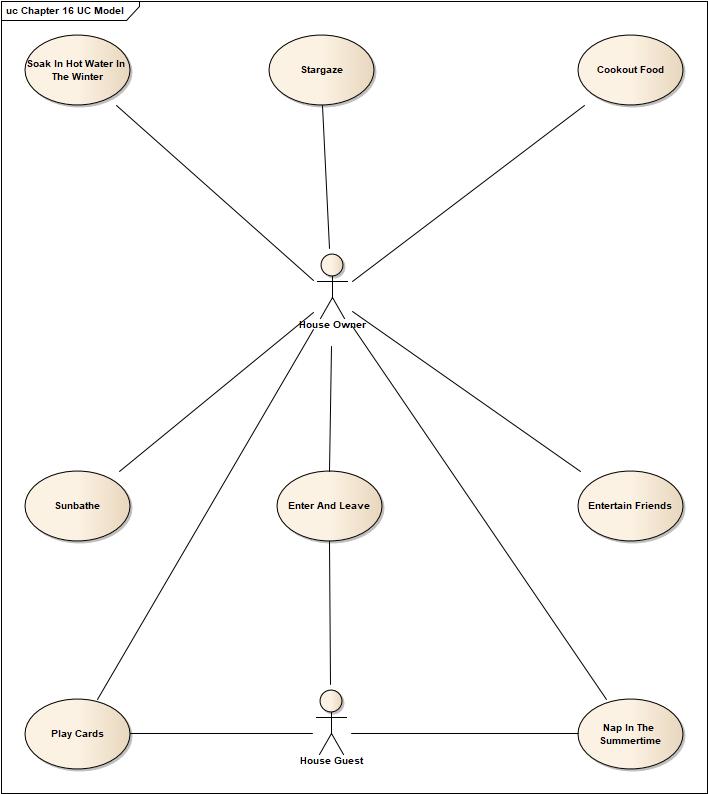 uc Chapter 16 UC Model
Soak In Hot Water In
The Winter
Stargaze
Cookout Food
House Owner
Sunbathe
Enter And Leave
Entertain Friends
Play Cards
Nap In The
Summertime
House Guest